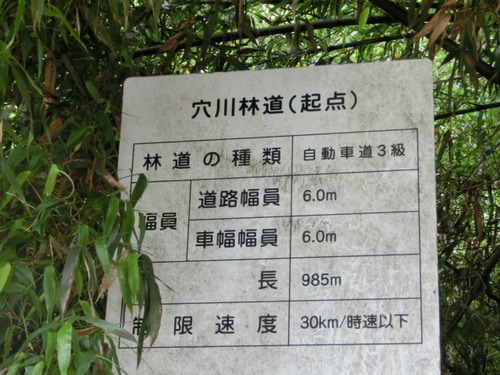 穴川林道(起点)
林道の種類 自動車道3級
幅員 道路幅員 6.0m
車幅幅員 6.0m
長 985m
制限速度 30km/時速以下